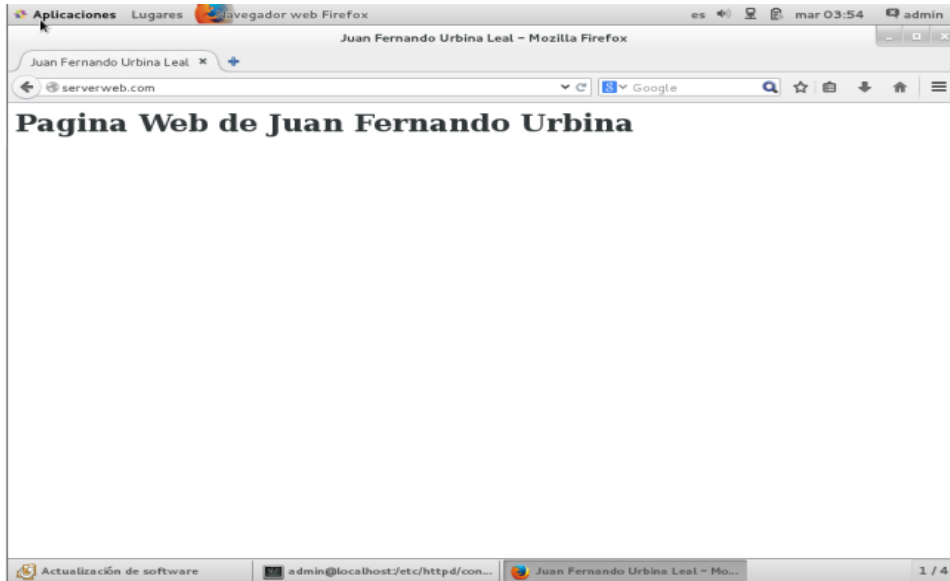 Aplicaciones Lugares Navegador web Firefox es mar 03:54 admin
Juan Fernando Urbina Leal - Mozilla Firefox
Juan Fernando Urbina Leal
serverweb.com Google
Pagina Web de Juan Fernando Urbina
Actualización de software admin@localhost:/etc/httpd/con... Juan Fernando Urbina Leal - Mo... 1 / 4